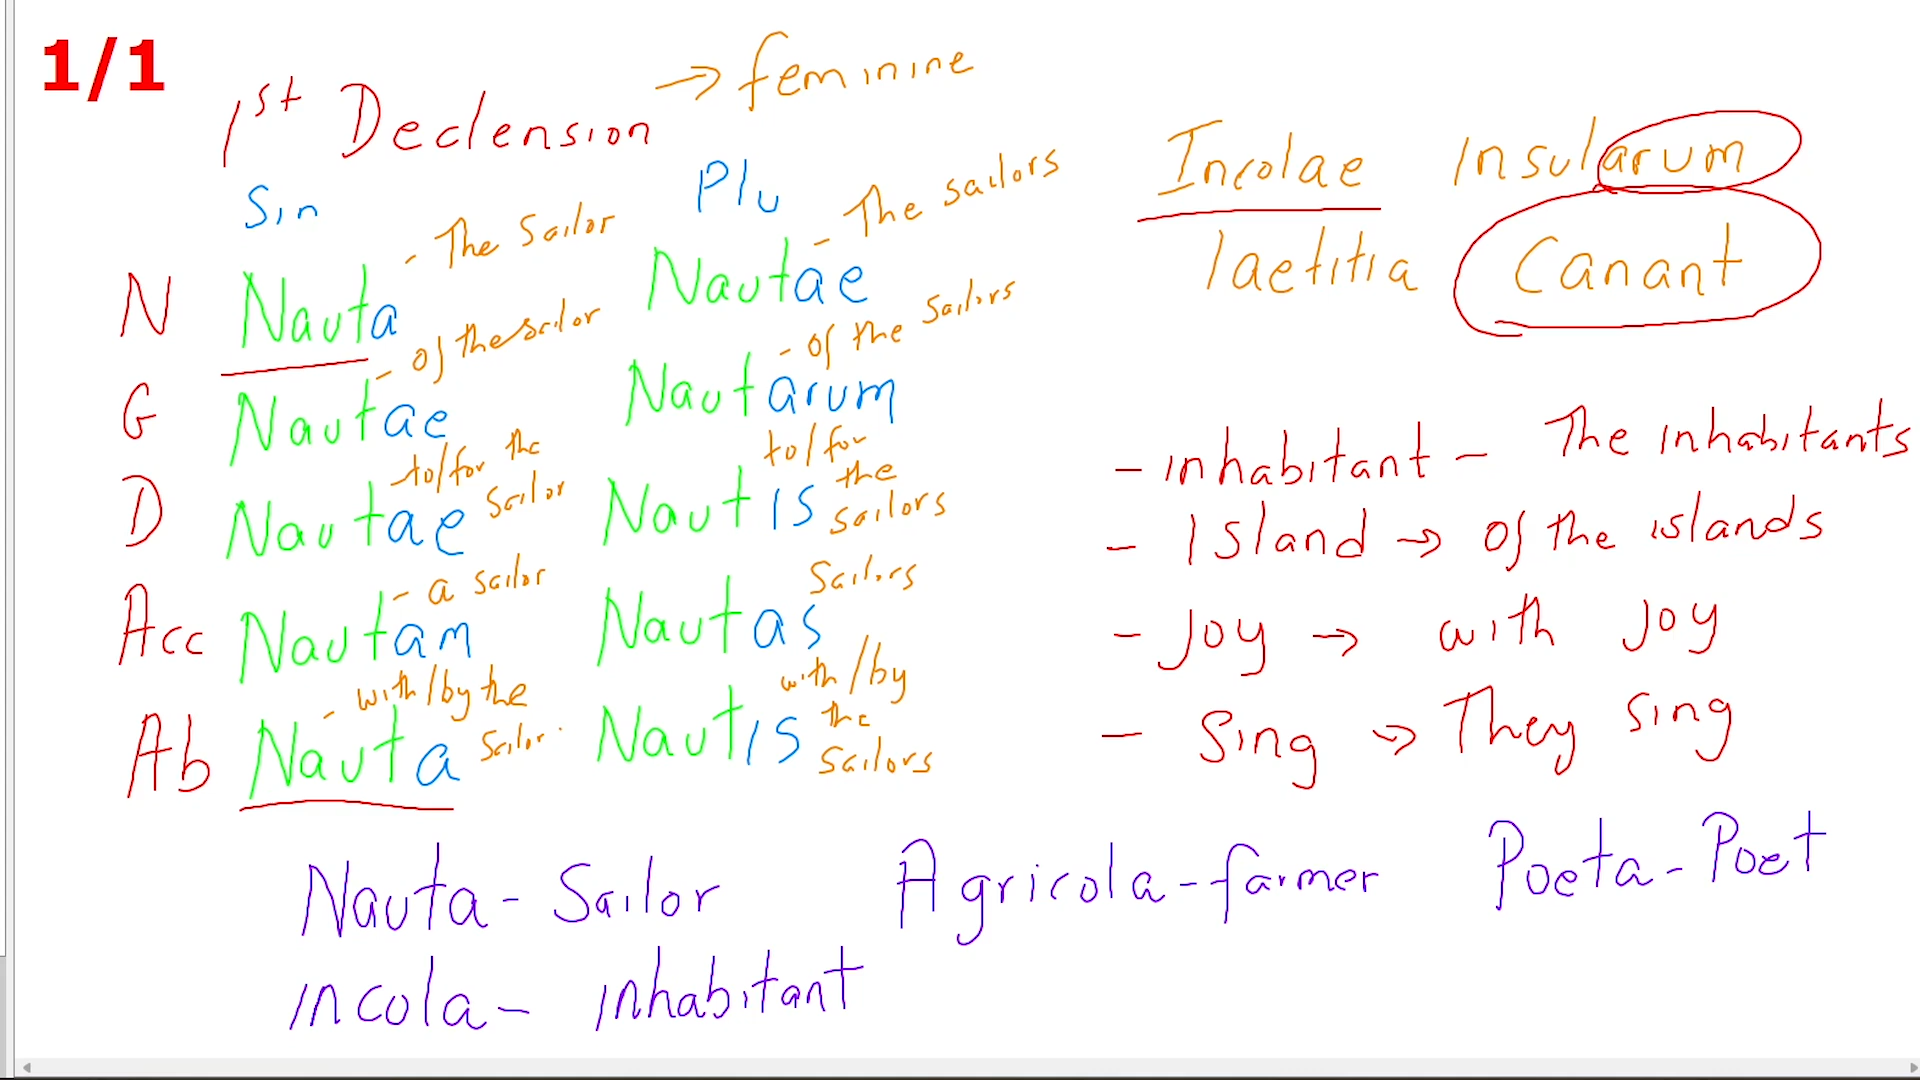 1/1
1st Declension → feminine
Sin Plu
N Nauta - The Sailor Nautae - The sailors
G Nautae - of the sailor Nautarum - of the sailors
D Nautae to/for the sailor Nautis to/for the sailors
Acc Nautam - a sailor Nautas Sailors
Ab Nauta - with/by the sailor. Nautis with/by the sailors
Incolae insularum
laetitia Canant
- inhabitant - The inhabitants
- Island → of the islands
- Joy → with joy
- Sing → They sing
Nauta - Sailor Agricola - farmer Poeta - Poet
incola - inhabitant